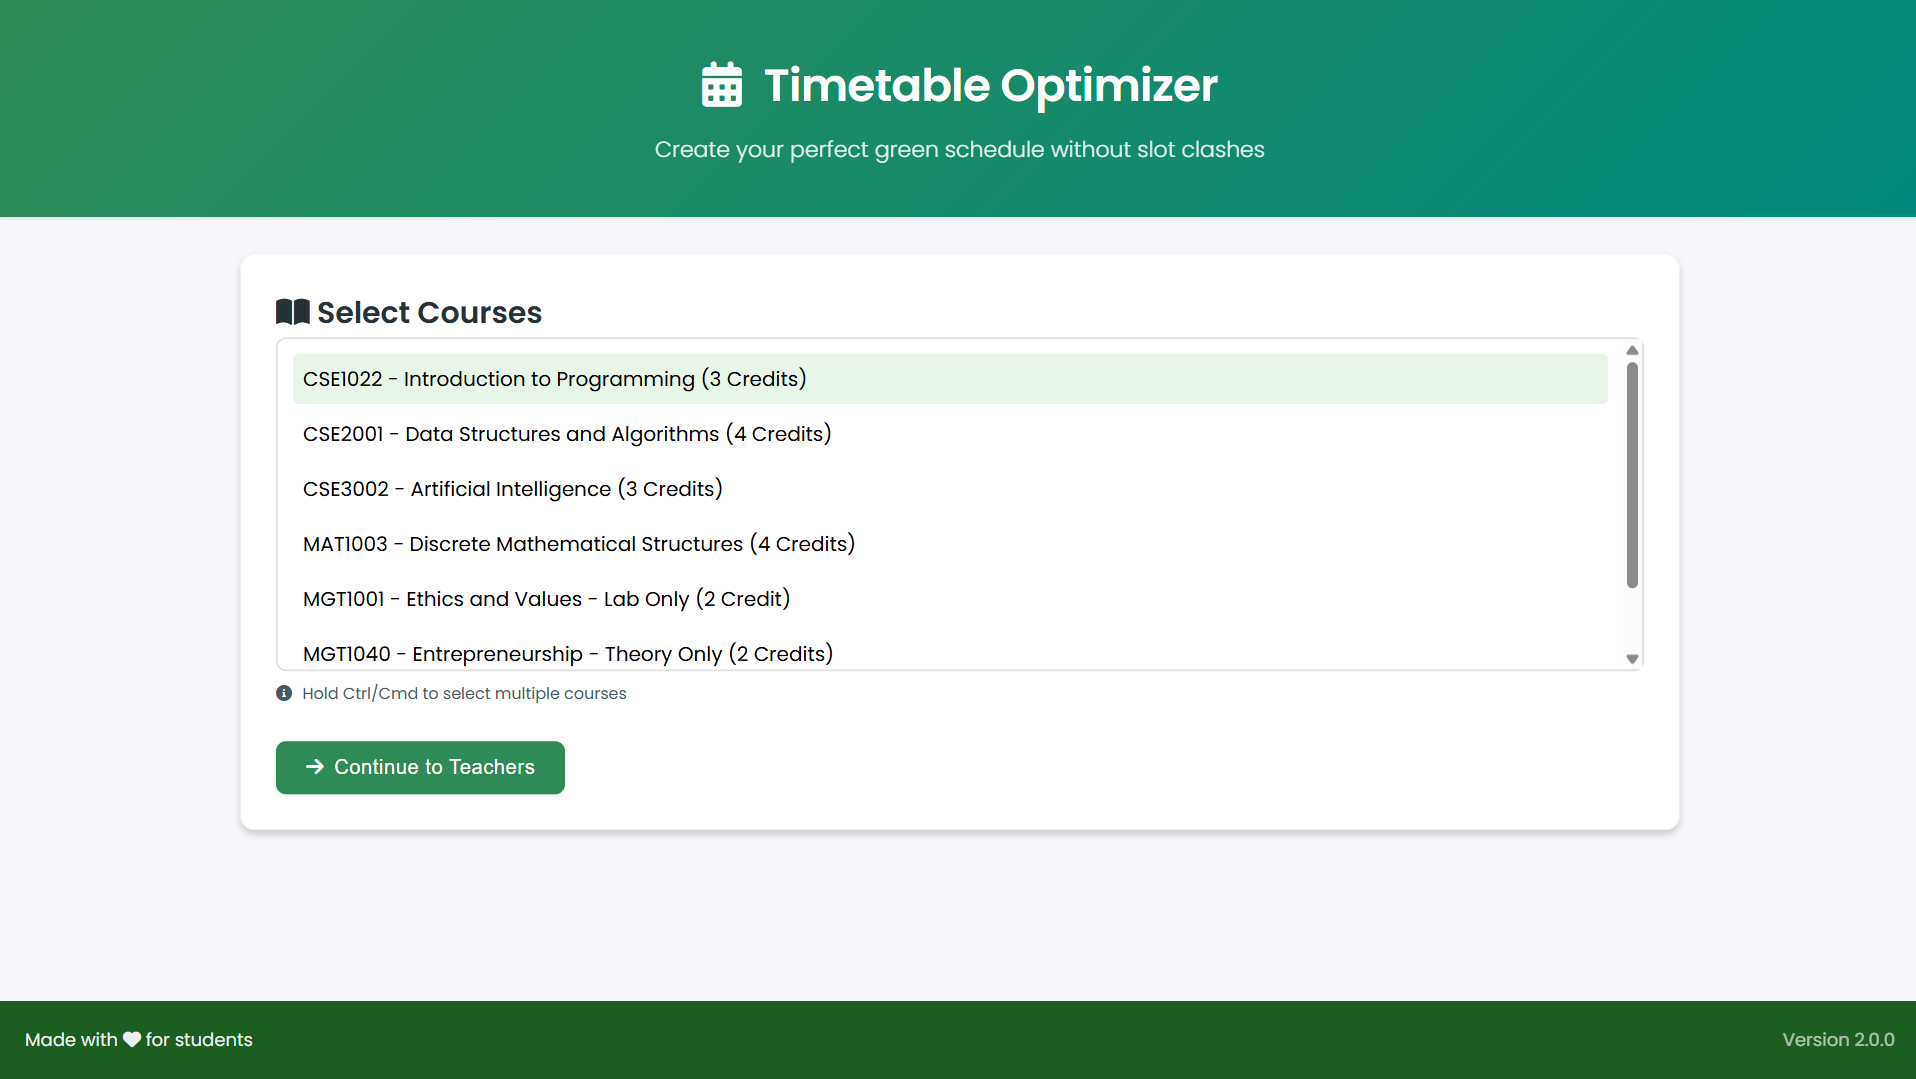 Timetable Optimizer
Create your perfect green schedule without slot clashes
Select Courses
CSE1022 - Introduction to Programming (3 Credits)
CSE2001 - Data Structures and Algorithms (4 Credits)
CSE3002 - Artificial Intelligence (3 Credits)
MAT1003 - Discrete Mathematical Structures (4 Credits)
MGT1001 - Ethics and Values - Lab Only (2 Credit)
MGT1040 - Entrepreneurship - Theory Only (2 Credits)
Hold Ctrl/Cmd to select multiple courses
Continue to Teachers
Made with ♥ for students
Version 2.0.0